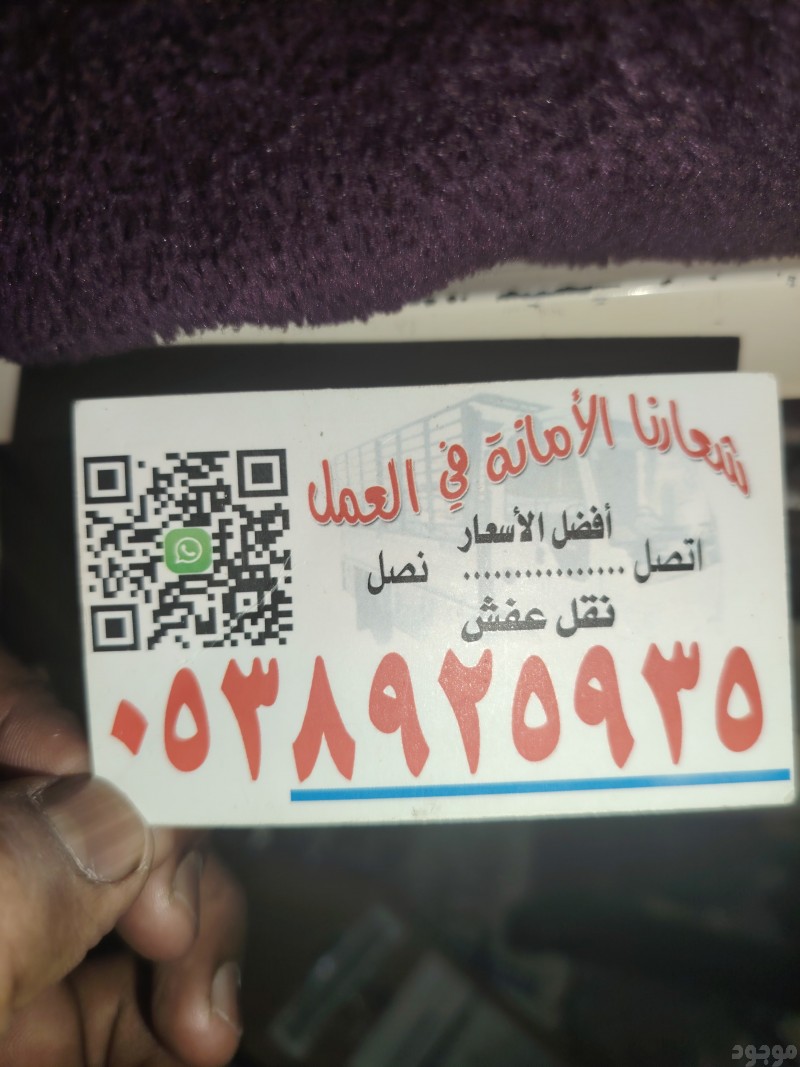 شعارنا الأمانة في العمل
أفضل الأسعار
اتصل ................ نصل
نقل عفش
٠٥٣٨٩٢٥٩٣٥
موجود